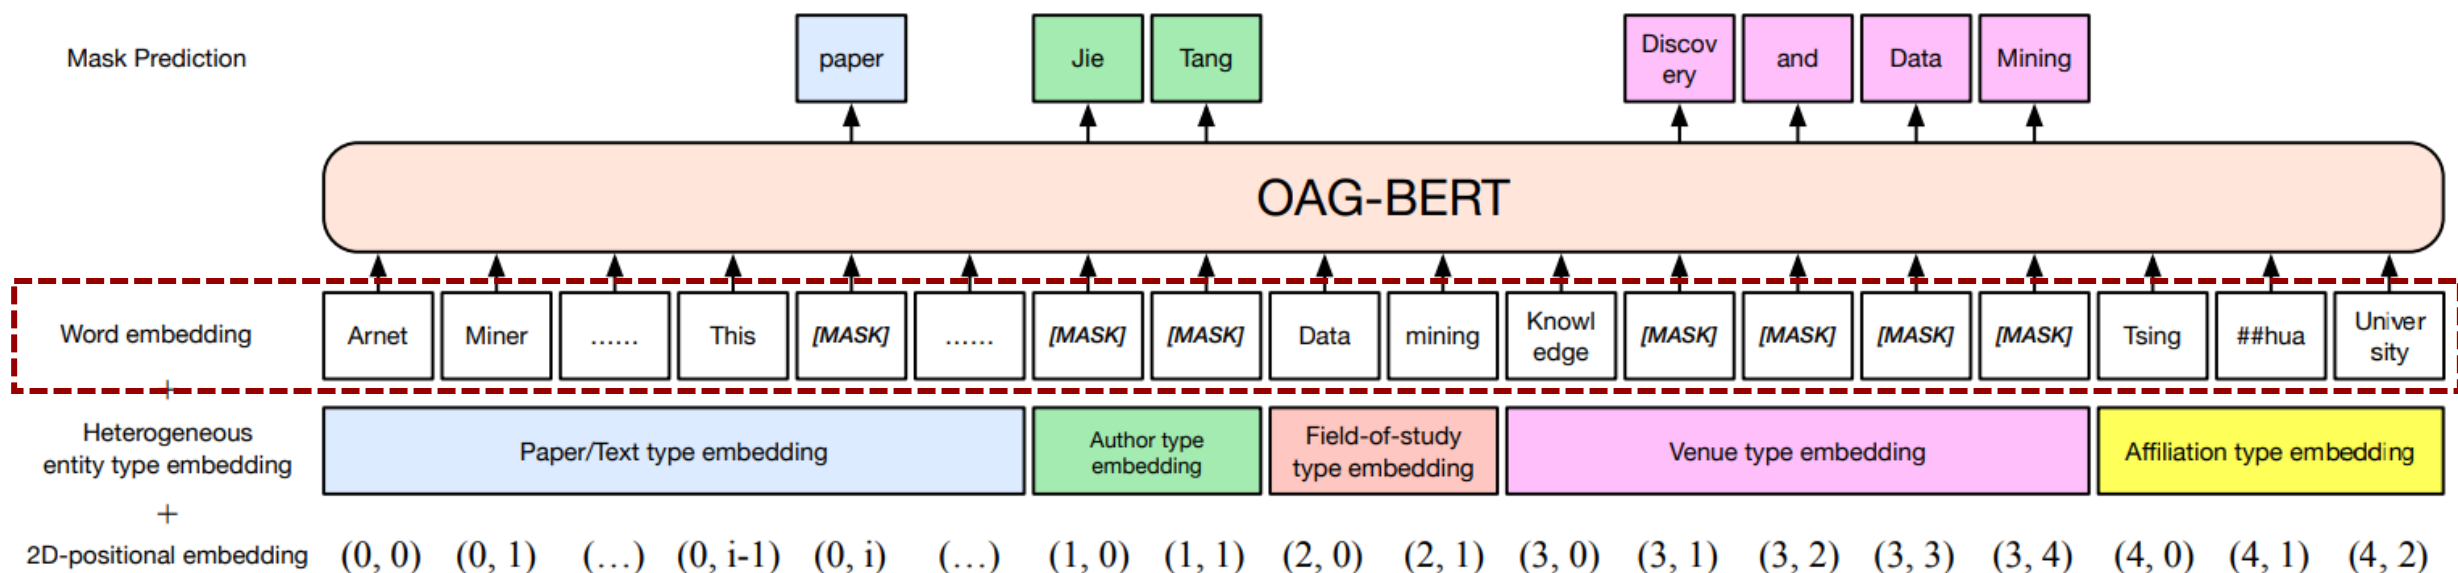 Mask Prediction
paper Jie Tang Discov and Data Mining
ery
OAG-BERT
Word embedding Arnet Miner ...... This [MASK] ...... [MASK] [MASK] Data mining Knowl [MASK] [MASK] [MASK] [MASK] Tsing ##hua Univer
edge sity
+
Heterogeneous
entity type embedding
Paper/Text type embedding
Author type
embedding
Field-of-study
type embedding
Venue type embedding
Affiliation type embedding
+
2D-positional embedding (0, 0) (0, 1) (...) (0, i-1) (0, i) (...) (1, 0) (1, 1) (2, 0) (2, 1) (3, 0) (3, 1) (3, 2) (3, 3) (3, 4) (4, 0) (4, 1) (4, 2)